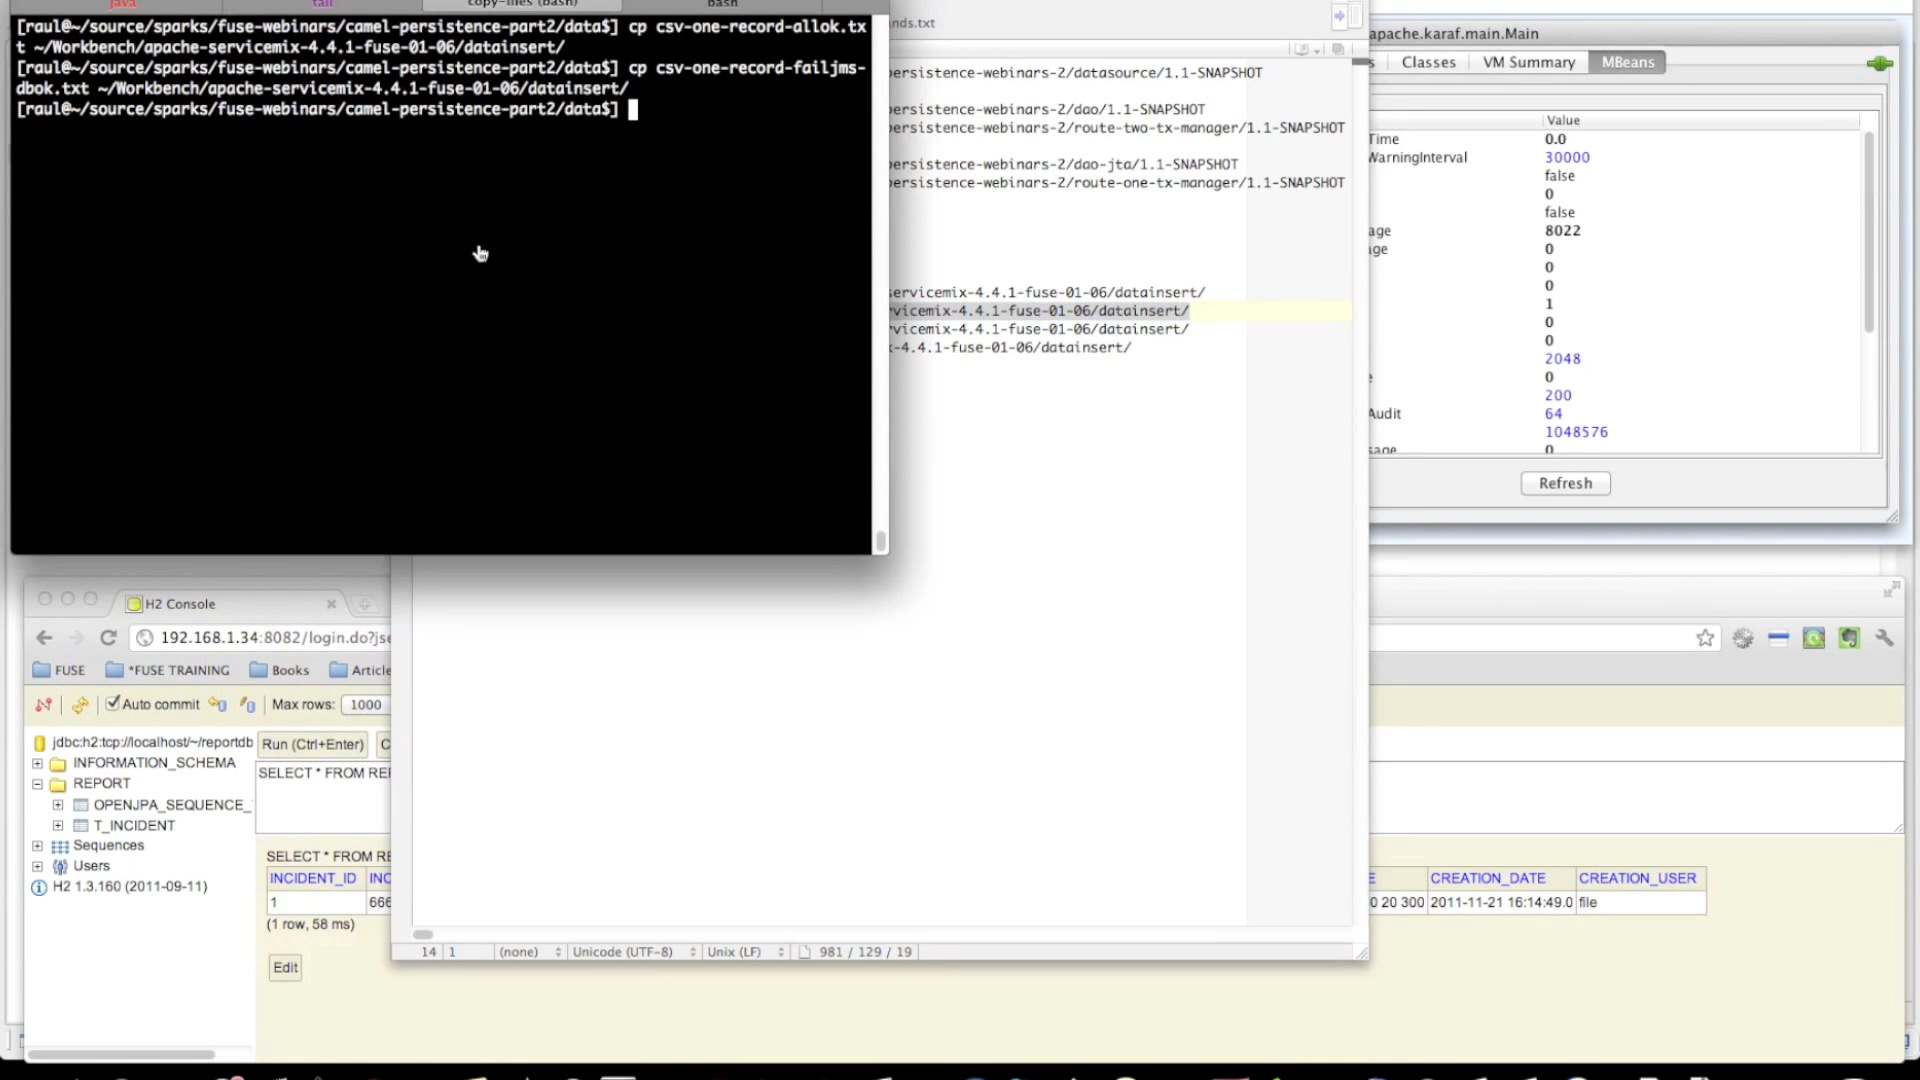 java
tail
copy-files (bash)
bash
[raul@~/source/sparks/fuse-webinars/camel-persistence-part2/data$] cp csv-one-record-allok.tx
t ~/Workbench/apache-servicemix-4.4.1-fuse-01-06/datainsert/
[raul@~/source/sparks/fuse-webinars/camel-persistence-part2/data$] cp csv-one-record-failjms-
dbok.txt ~/Workbench/apache-servicemix-4.4.1-fuse-01-06/datainsert/
[raul@~/source/sparks/fuse-webinars/camel-persistence-part2/data$]
nds.txt
ersistence-webinars-2/datasource/1.1-SNAPSHOT
ersistence-webinars-2/dao/1.1-SNAPSHOT
ersistence-webinars-2/route-two-tx-manager/1.1-SNAPSHOT
ersistence-webinars-2/dao-jta/1.1-SNAPSHOT
ersistence-webinars-2/route-one-tx-manager/1.1-SNAPSHOT
servicemix-4.4.1-fuse-01-06/datainsert/
rvicemix-4.4.1-fuse-01-06/datainsert/
vicemix-4.4.1-fuse-01-06/datainsert/
-4.4.1-fuse-01-06/datainsert/
14 1 (none) Unicode (UTF-8) Unix (LF) 981 / 129 / 19
apache.karaf.main.Main
s Classes VM Summary MBeans
Value
Time 0.0
WarningInterval 30000
false
0
false
age 8022
ge 0
0
0
1
0
0
2048
e 0
200
Audit 64
1048576
sage 0
Refresh
H2 Console
192.168.1.34:8082/login.do?jse
FUSE *FUSE TRAINING Books Article
Auto commit Max rows: 1000
jdbc:h2:tcp://localhost/~/reportdb
INFORMATION_SCHEMA
REPORT
OPENJPA_SEQUENCE_
T_INCIDENT
Sequences
Users
H2 1.3.160 (2011-09-11)
Run (Ctrl+Enter) C
SELECT * FROM REF
SELECT * FROM RE
INCIDENT_ID INC E CREATION_DATE CREATION_USER
1 666 0 20 300 2011-11-21 16:14:49.0 file
(1 row, 58 ms)
Edit